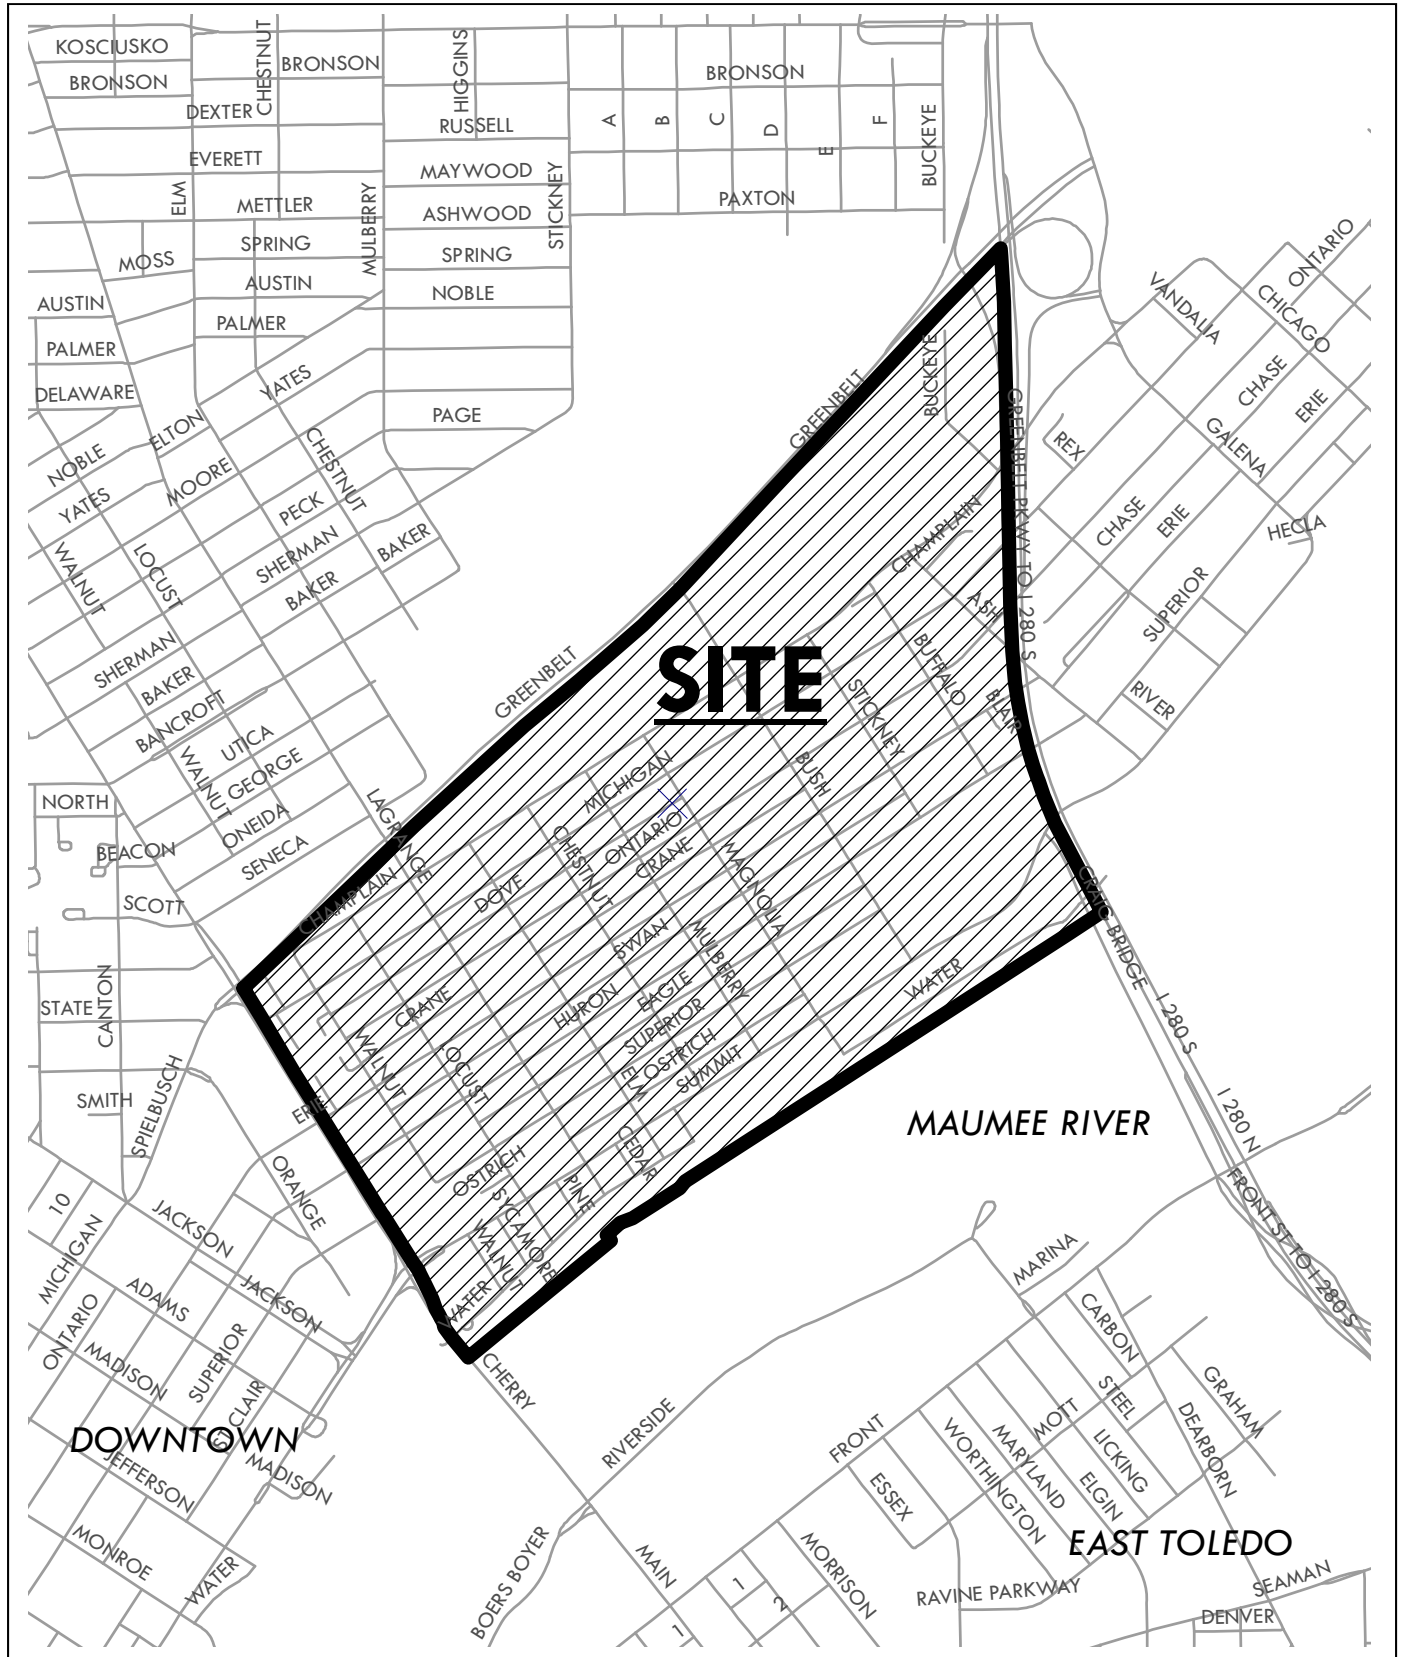 KOSCIUSKO
CHESTNUT
BRONSON
HIGGINS
BRONSON
BRONSON
DEXTER
RUSSELL
A
B
C
D
E
F
BUCKEYE
EVERETT
MAYWOOD
ELM
METTLER
MULBERRY
ASHWOOD
STICKNEY
PAXTON
MOSS
SPRING
SPRING
ONTARIO
AUSTIN
AUSTIN
NOBLE
VANDALIA
CHICAGO
PALMER
PALMER
DELAWARE
YATES
PAGE
GREENBELT
BUCKEYE
GREENBELT PKWY TO I 280 S
CHASE
ERIE
ELTON
NOBLE
CHESTNUT
REX
GALENA
MOORE
YATES
PECK
CHAMPLAIN
CHASE
ERIE
HECLA
WALNUT
LOCUST
SHERMAN
BAKER
BAKER
ASH
SUPERIOR
SHERMAN
BAKER
GREENBELT
SITE
BUFFALO
STICKNEY
BLAIR
RIVER
BANCROFT
UTICA
WALNUT
GEORGE
MICHIGAN
BUSH
NORTH
ONEIDA
LAGRANGE
BEACON
SENECA
CHESTNUT
ONTARIO
CRANE
MAGNOLIA
SCOTT
CHAMPLAIN
DOVE
CRAIG BRIDGE
SWAN
MULBERRY
WATER
STATE
CANTON
CRANE
HURON
EAGLE
SUPERIOR
I 280 S
WALNUT
LOCUST
OSTRICH
ELM
SUMMIT
SMITH
SPIELBUSCH
ERIE
MAUMEE RIVER
I 280 N
CEDAR
OSTRICH
ORANGE
PINE
SYCAMORE
10
FRONT ST TO I 280 S
JACKSON
WALNUT
MICHIGAN
MARINA
ADAMS
JACKSON
WATER
CARBON
ONTARIO
SUPERIOR
MADISON
CHERRY
STEEL
GRAHAM
ST CLAIR
DOWNTOWN
RIVERSIDE
FRONT
MOTT
DEARBORN
JEFFERSON
MADISON
WORTHINGTON
MARYLAND
LICKING
ESSEX
ELGIN
MONROE
EAST TOLEDO
WATER
BOERS BOYER
MAIN
MORRISON
1
2
RAVINE PARKWAY
SEAMAN
DENVER
1